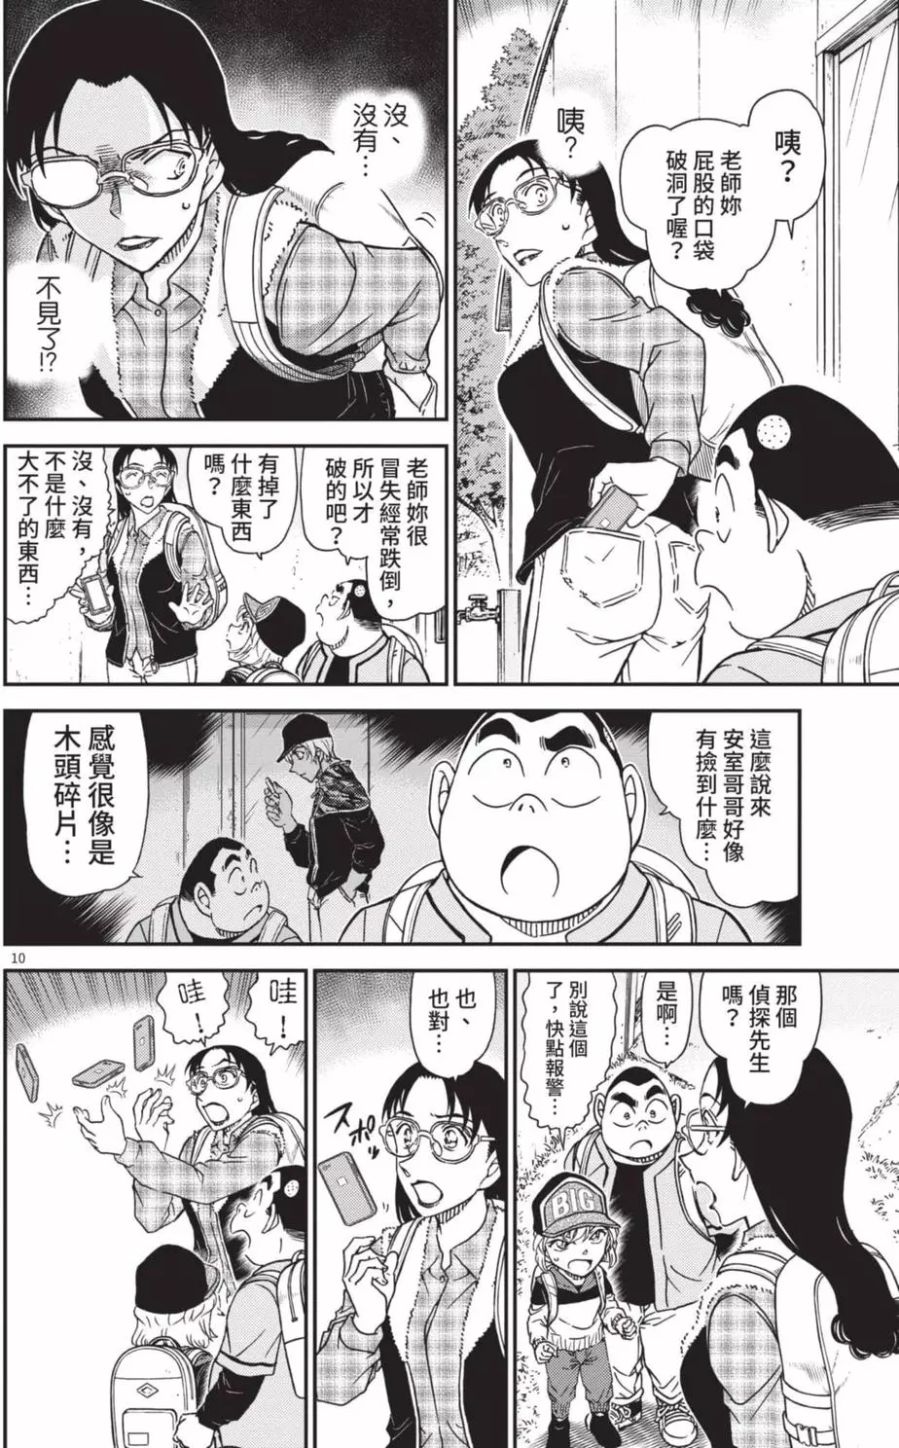 咦？
老師妳
屁股的口袋
破洞了喔？
咦？
沒、
沒有…
不見了!?
老師妳很
冒失經常跌倒，
所以才
破的吧？
有掉了
什麼東西
嗎？
沒、沒有，
不是什麼
大不了的東西…
這麼說來
安室哥哥好像
有撿到什麼…
感覺很像是
木頭碎片…
10
那個
偵探先生
嗎？
是啊…
別說這個
了，快點報警…
BIG
也、
也對…
スポッ
哇！
哇！